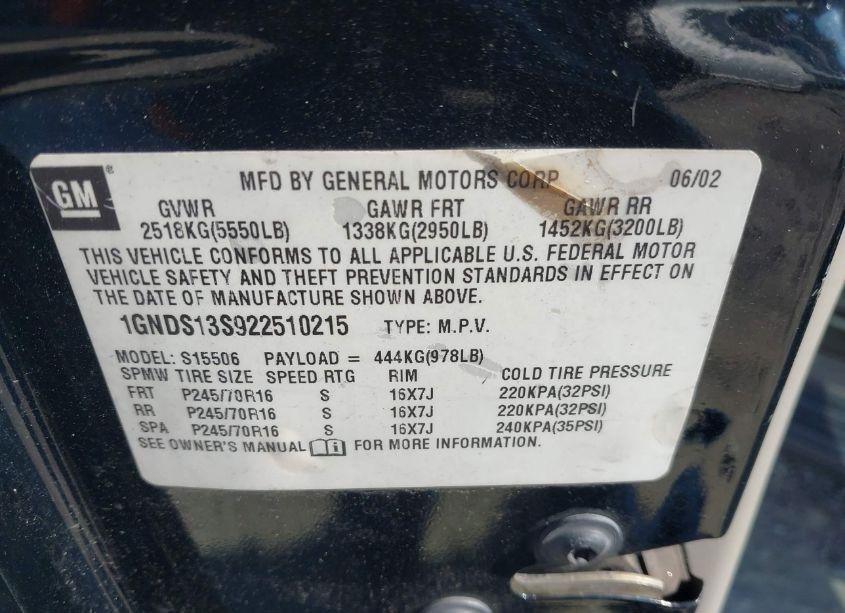 GM ®
MFD BY GENERAL MOTORS CORP 06/02
GVWR GAWR FRT GAWR RR
2518KG(5550LB) 1338KG(2950LB) 1452KG(3200LB)
THIS VEHICLE CONFORMS TO ALL APPLICABLE U.S. FEDERAL MOTOR
VEHICLE SAFETY AND THEFT PREVENTION STANDARDS IN EFFECT ON
THE DATE OF MANUFACTURE SHOWN ABOVE.
1GNDS13S922510215 TYPE: M.P.V.
MODEL: S15506 PAYLOAD = 444KG(978LB)
SPMW TIRE SIZE SPEED RTG RIM COLD TIRE PRESSURE
FRT P245/70R16 S 16X7J 220KPA(32PSI)
RR P245/70R16 S 16X7J 220KPA(32PSI)
SPA P245/70R16 S 16X7J 240KPA(35PSI)
SEE OWNER'S MANUAL i FOR MORE INFORMATION.